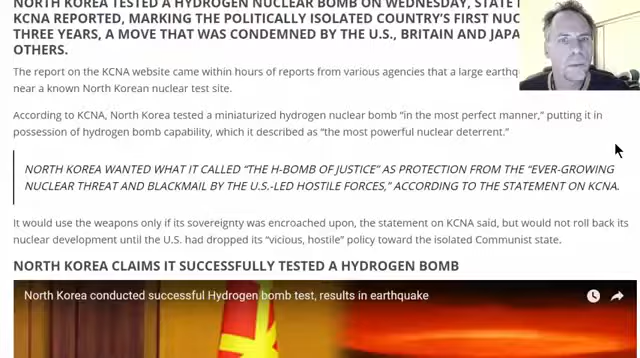 NORTH KOREA TESTED A HYDROGEN NUCLEAR BOMB ON WEDNESDAY, STATE
KCNA REPORTED, MARKING THE POLITICALLY ISOLATED COUNTRY'S FIRST NUC
THREE YEARS, A MOVE THAT WAS CONDEMNED BY THE U.S., BRITAIN AND JAPA
OTHERS.
The report on the KCNA website came within hours of reports from various agencies that a large earthq
near a known North Korean nuclear test site.
According to KCNA, North Korea tested a miniaturized hydrogen nuclear bomb “in the most perfect manner,” putting it in
possession of hydrogen bomb capability, which it described as “the most powerful nuclear deterrent.”
NORTH KOREA WANTED WHAT IT CALLED “THE H-BOMB OF JUSTICE” AS PROTECTION FROM THE “EVER-GROWING
NUCLEAR THREAT AND BLACKMAIL BY THE U.S.-LED HOSTILE FORCES,” ACCORDING TO THE STATEMENT ON KCNA.
It would use the weapons only if its sovereignty was encroached upon, the statement on KCNA said, but would not roll back its
nuclear development until the U.S. had dropped its “vicious, hostile” policy toward the isolated Communist state.
NORTH KOREA CLAIMS IT SUCCESSFULLY TESTED A HYDROGEN BOMB
North Korea conducted successful Hydrogen bomb test, results in earthquake